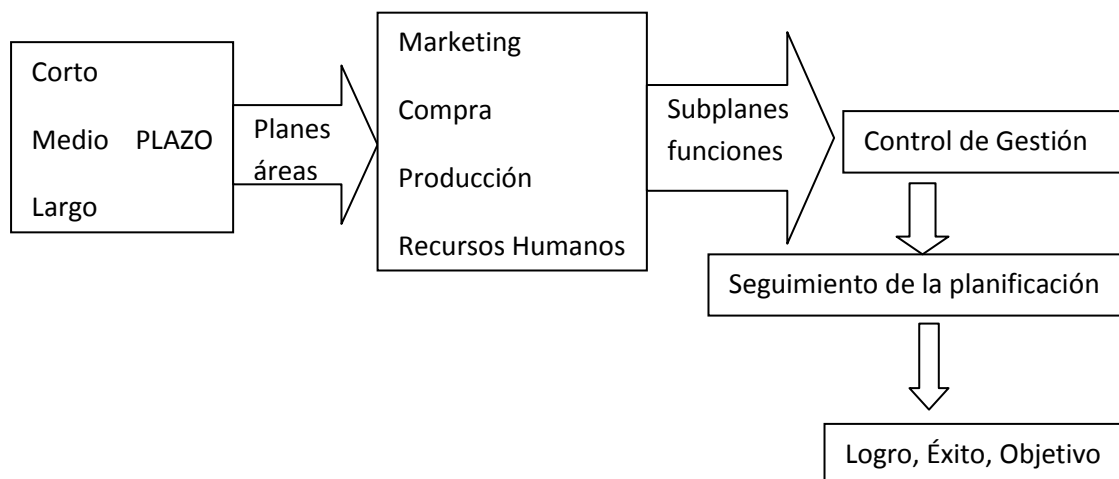 Corto
Medio PLAZO
Largo
Planes
áreas
Marketing
Compra
Producción
Recursos Humanos
Subplanes
funciones
Control de Gestión
Seguimiento de la planificación
Logro, Éxito, Objetivo